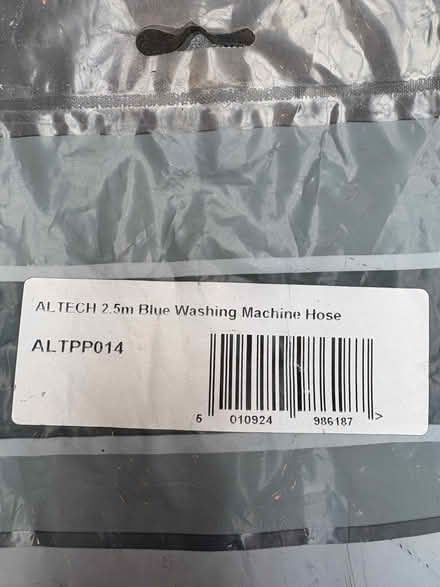 ALTECH 2.5m Blue Washing Machine Hose
ALTPP014
5 010924 986187 >